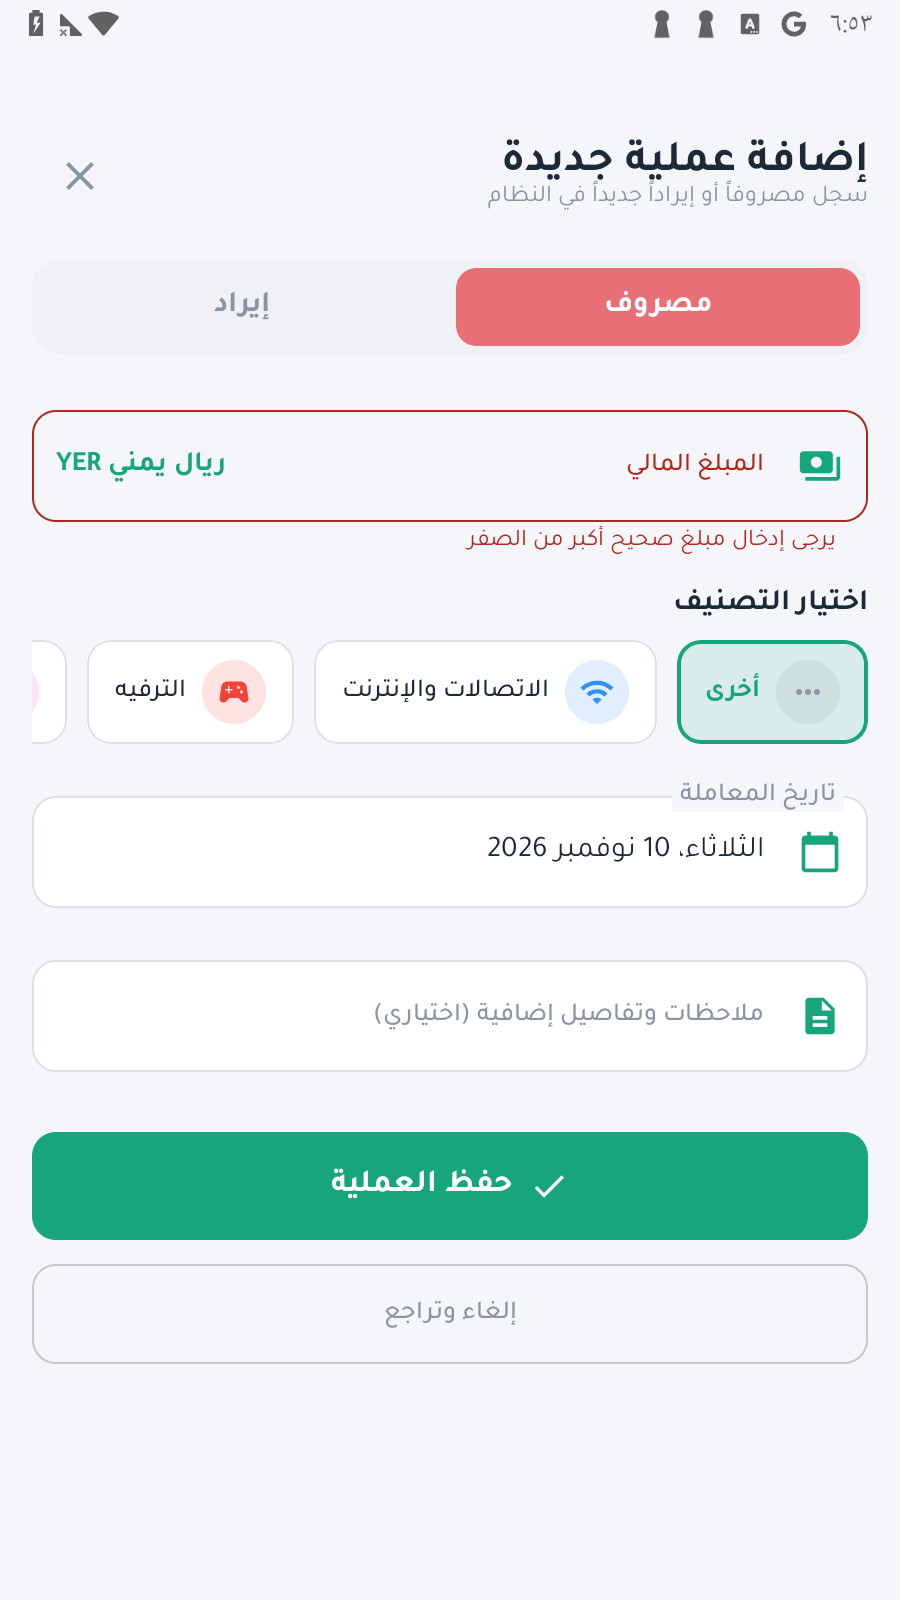 ٦:٥٣
إضافة عملية جديدة
سجل مصروفاً أو إيراداً جديداً في النظام
مصروف
إيراد
المبلغ المالي
ريال يمني YER
يرجى إدخال مبلغ صحيح أكبر من الصفر
اختيار التصنيف
أخرى
الاتصالات والإنترنت
الترفيه
تاريخ المعاملة
الثلاثاء، 10 نوفمبر 2026
ملاحظات وتفاصيل إضافية (اختياري)
حفظ العملية
إلغاء وتراجع